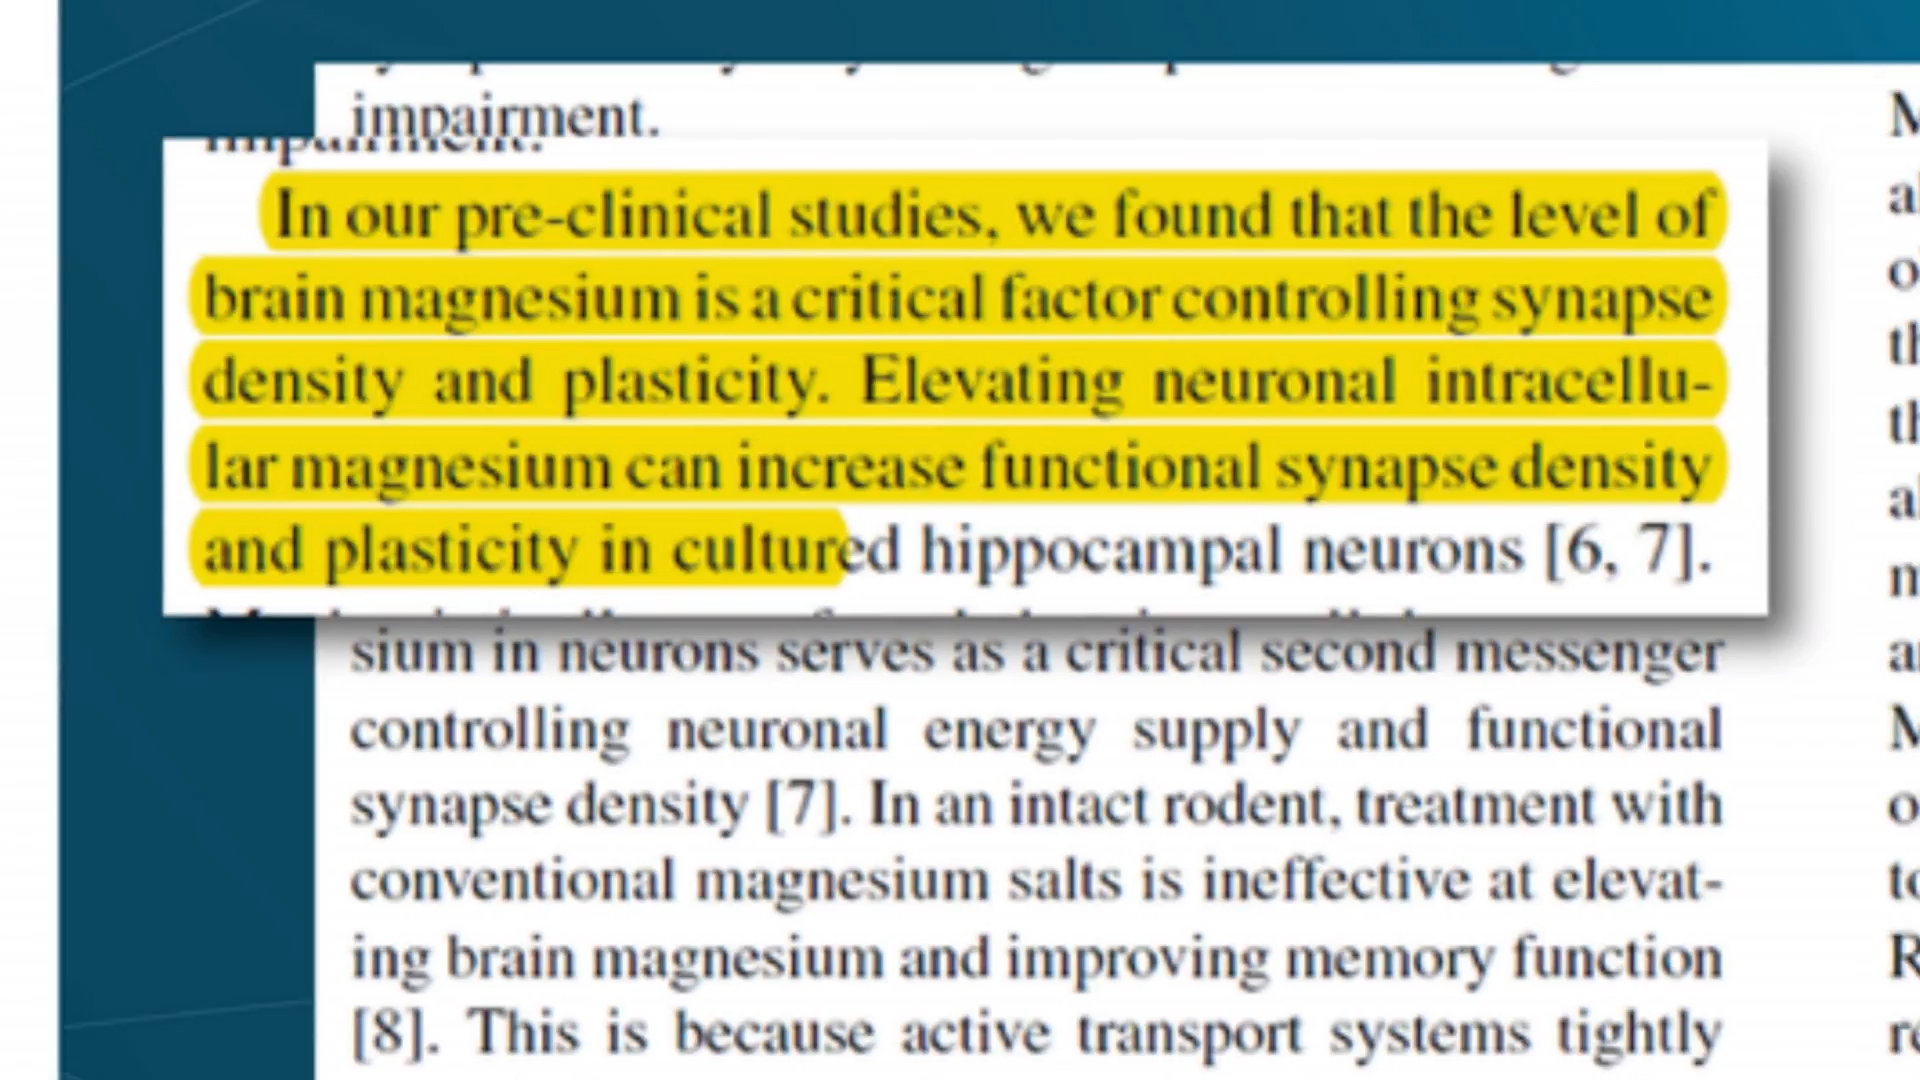 impairment.
In our pre-clinical studies, we found that the level of
brain magnesium is a critical factor controlling synapse
density and plasticity. Elevating neuronal intracellu-
lar magnesium can increase functional synapse density
and plasticity in cultured hippocampal neurons [6, 7].
sium in neurons serves as a critical second messenger
controlling neuronal energy supply and functional
synapse density [7]. In an intact rodent, treatment with
conventional magnesium salts is ineffective at elevat-
ing brain magnesium and improving memory function
[8]. This is because active transport systems tightly